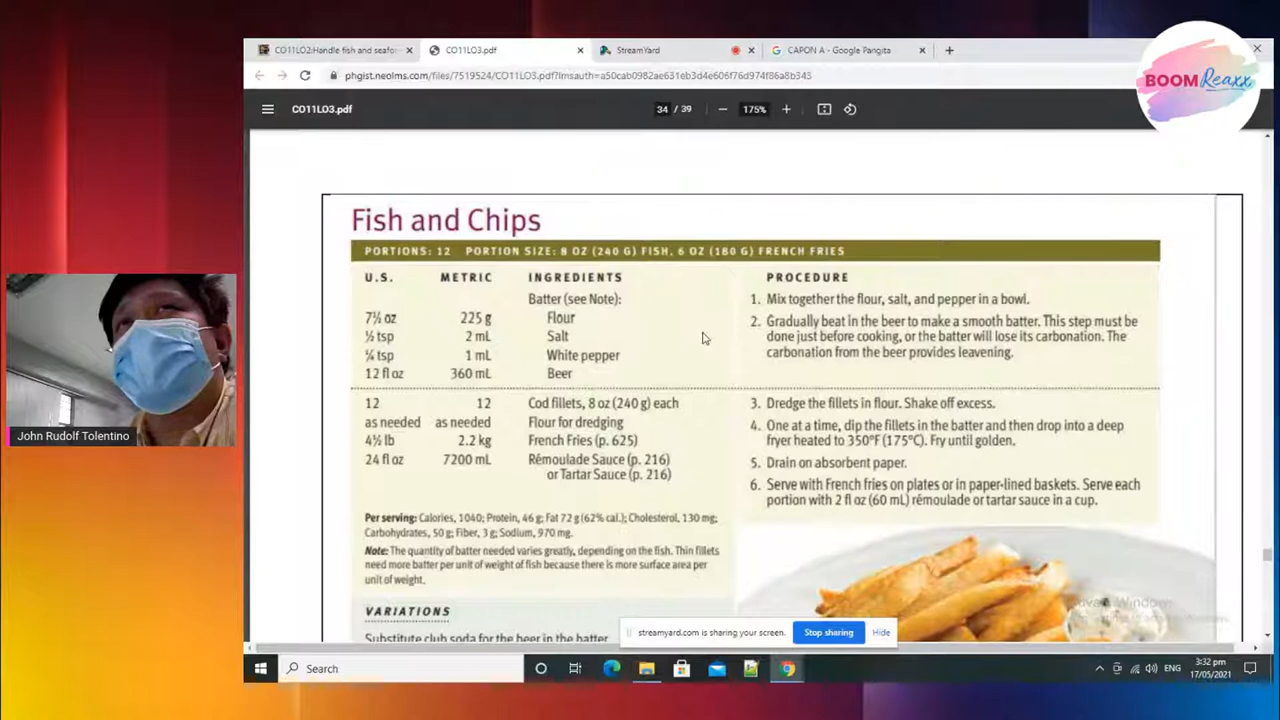 CO11LO2:Handle fish and seafo
CO11LO3.pdf
StreamYard
CAPON A - Google Pangita
BOOMReaxx
phgist.neolms.com/files/7519524/CO11LO3.pdf?lmsauth=a50cab0982ae631eb3d4e606f76d974f86a8b345
CO11LO3.pdf
34 / 39
175%
Fish and Chips
PORTIONS: 12 PORTION SIZE: 8 OZ (240 G) FISH, 6 OZ (180 G) FRENCH FRIES
U.S. METRIC INGREDIENTS
Batter (see Note):
7½ oz 225 g Flour
½ tsp 2 mL Salt
¼ tsp 1 mL White pepper
12 fl oz 360 mL Beer
12 12 Cod fillets, 8 oz (240 g) each
as needed as needed Flour for dredging
4½ lb 2.2 kg French Fries (p. 625)
24 fl oz 7200 mL Rémoulade Sauce (p. 216)
or Tartar Sauce (p. 216)
PROCEDURE
1. Mix together the flour, salt, and pepper in a bowl.
2. Gradually beat in the beer to make a smooth batter. This step must be
done just before cooking, or the batter will lose its carbonation. The
carbonation from the beer provides leavening.
3. Dredge the fillets in flour. Shake off excess.
4. One at a time, dip the fillets in the batter and then drop into a deep
fryer heated to 350°F (175°C). Fry until golden.
5. Drain on absorbent paper.
6. Serve with French fries on plates or in paper-lined baskets. Serve each
portion with 2 fl oz (60 mL) rémoulade or tartar sauce in a cup.
Per serving: Calories, 1040; Protein, 46 g; Fat 72 g (62% cal.); Cholesterol, 130 mg;
Carbohydrates, 50 g; Fiber, 3 g; Sodium, 970 mg.
Note: The quantity of batter needed varies greatly, depending on the fish. Thin fillets
need more batter per unit of weight of fish because there is more surface area per
unit of weight.
VARIATIONS
Substitute club soda for the beer in the batter
John Rudolf Tolentino
streamyard.com is sharing your screen.
Stop sharing
Hide
Search
ENG
3:32 pm
17/05/2021